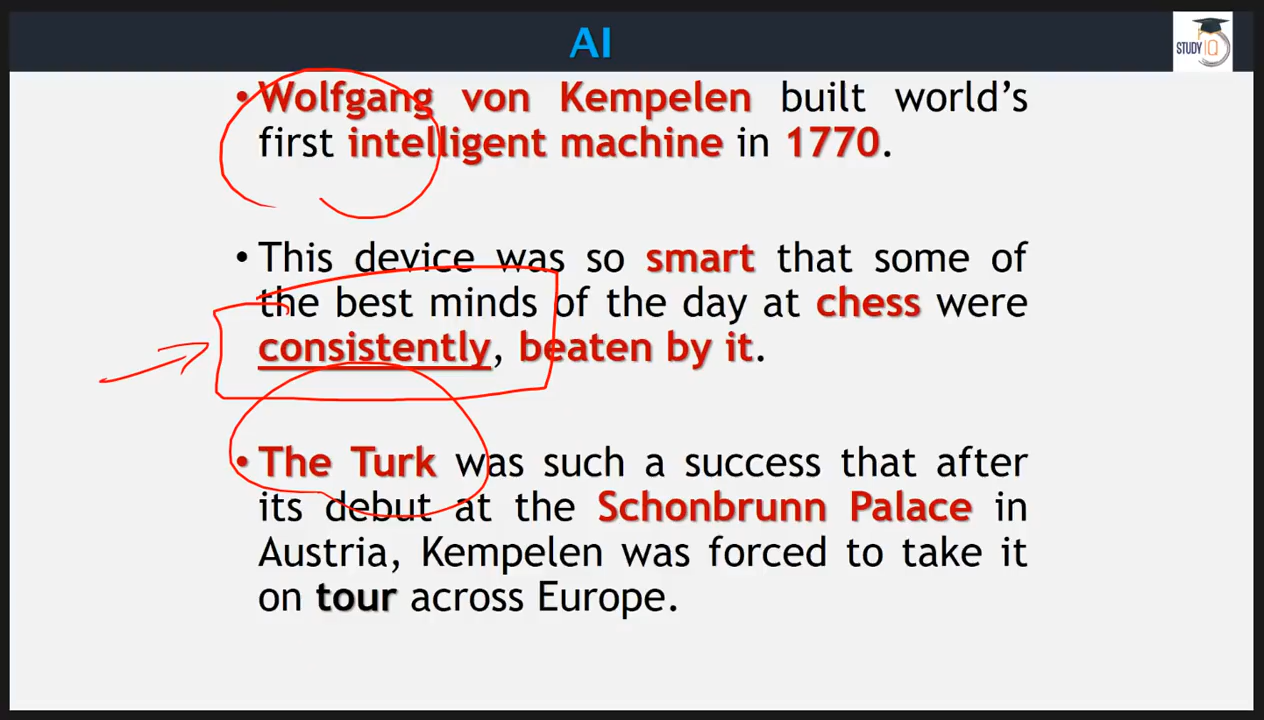 AI
STUDY IQ
• Wolfgang von Kempelen built world’s
first intelligent machine in 1770.
• This device was so smart that some of
the best minds of the day at chess were
consistently, beaten by it.
• The Turk was such a success that after
its debut at the Schonbrunn Palace in
Austria, Kempelen was forced to take it
on tour across Europe.